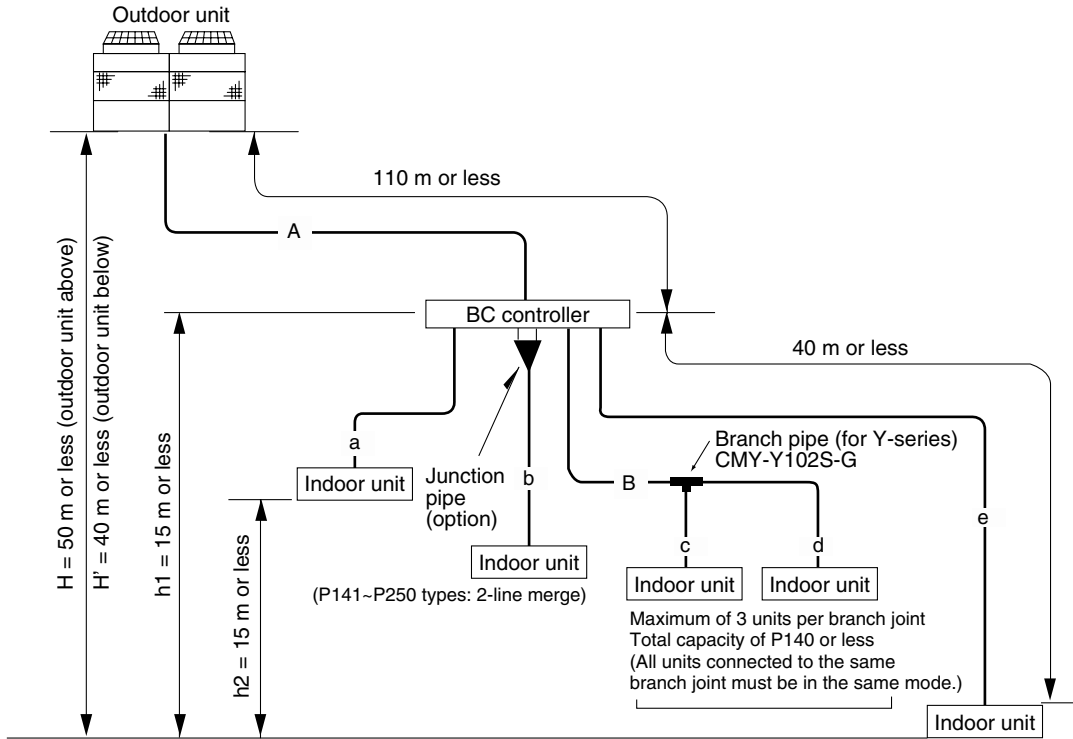 Outdoor unit
110 m or less
A
BC controller
40 m or less
H = 50 m or less (outdoor unit above)
H' = 40 m or less (outdoor unit below)
h1 = 15 m or less
h2 = 15 m or less
a
Indoor unit
Junction
pipe
(option)
b
Indoor unit
(P141~P250 types: 2-line merge)
Branch pipe (for Y-series)
CMY-Y102S-G
B
c
d
e
Indoor unit
Indoor unit
Maximum of 3 units per branch joint
Total capacity of P140 or less
(All units connected to the same
branch joint must be in the same mode.)
Indoor unit